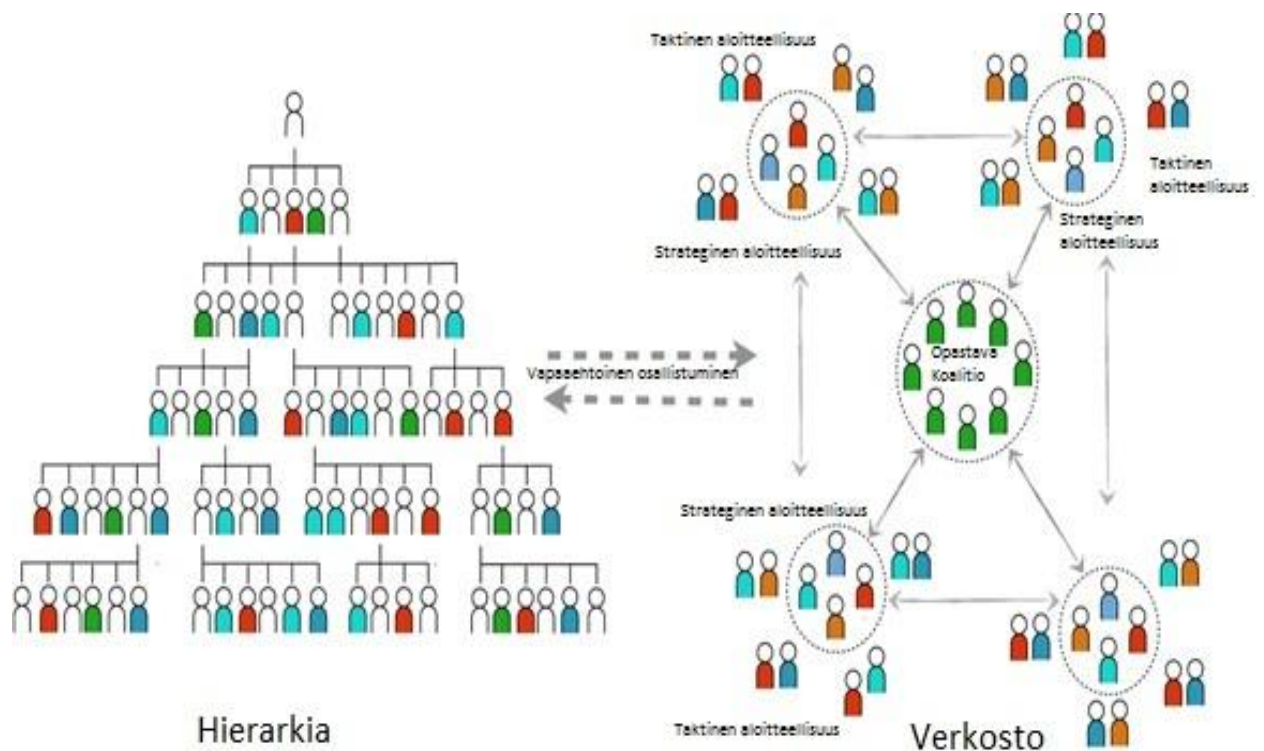 Taktinen aloitteellisuus
Taktinen
aloitteellisuus
Strateginen aloitteellisuus
Strateginen
aloitteellisuus
Vapaaehtoinen osallistuminen
Opastava
Koalitio
Strateginen aloitteellisuus
Taktinen aloitteellisuus
Hierarkia
Verkosto